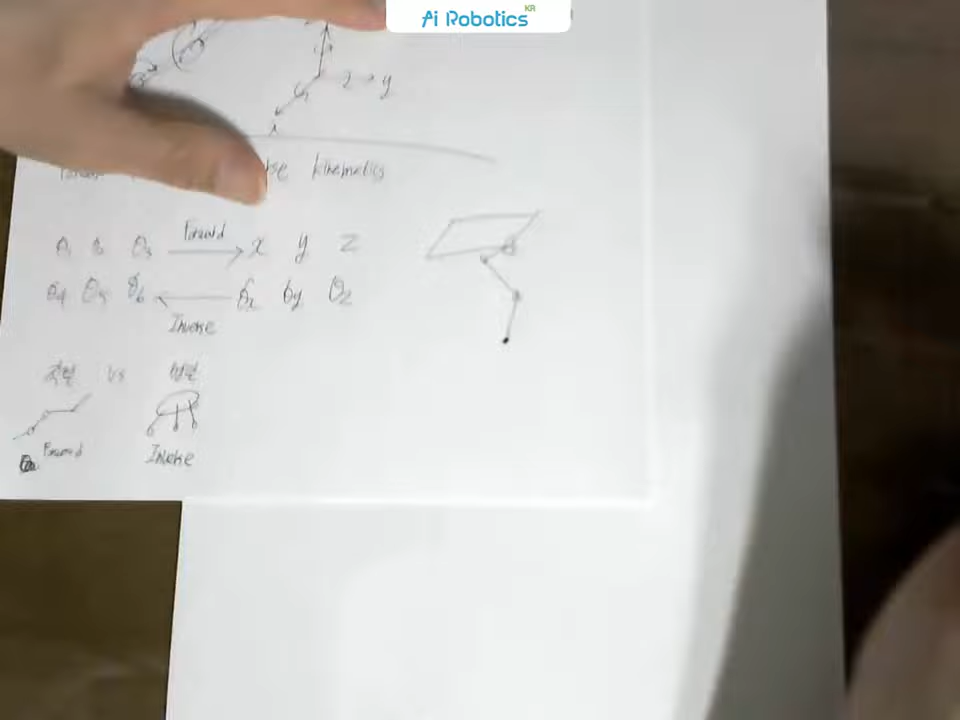 Ai Robotics KR
z → y
kinematics
θ₁ θ₂ θ₃ Forward x y z
θ₄ θ₅ θ₆ θx θy θz
Inverse
직렬 vs 병렬
Forward Inverse